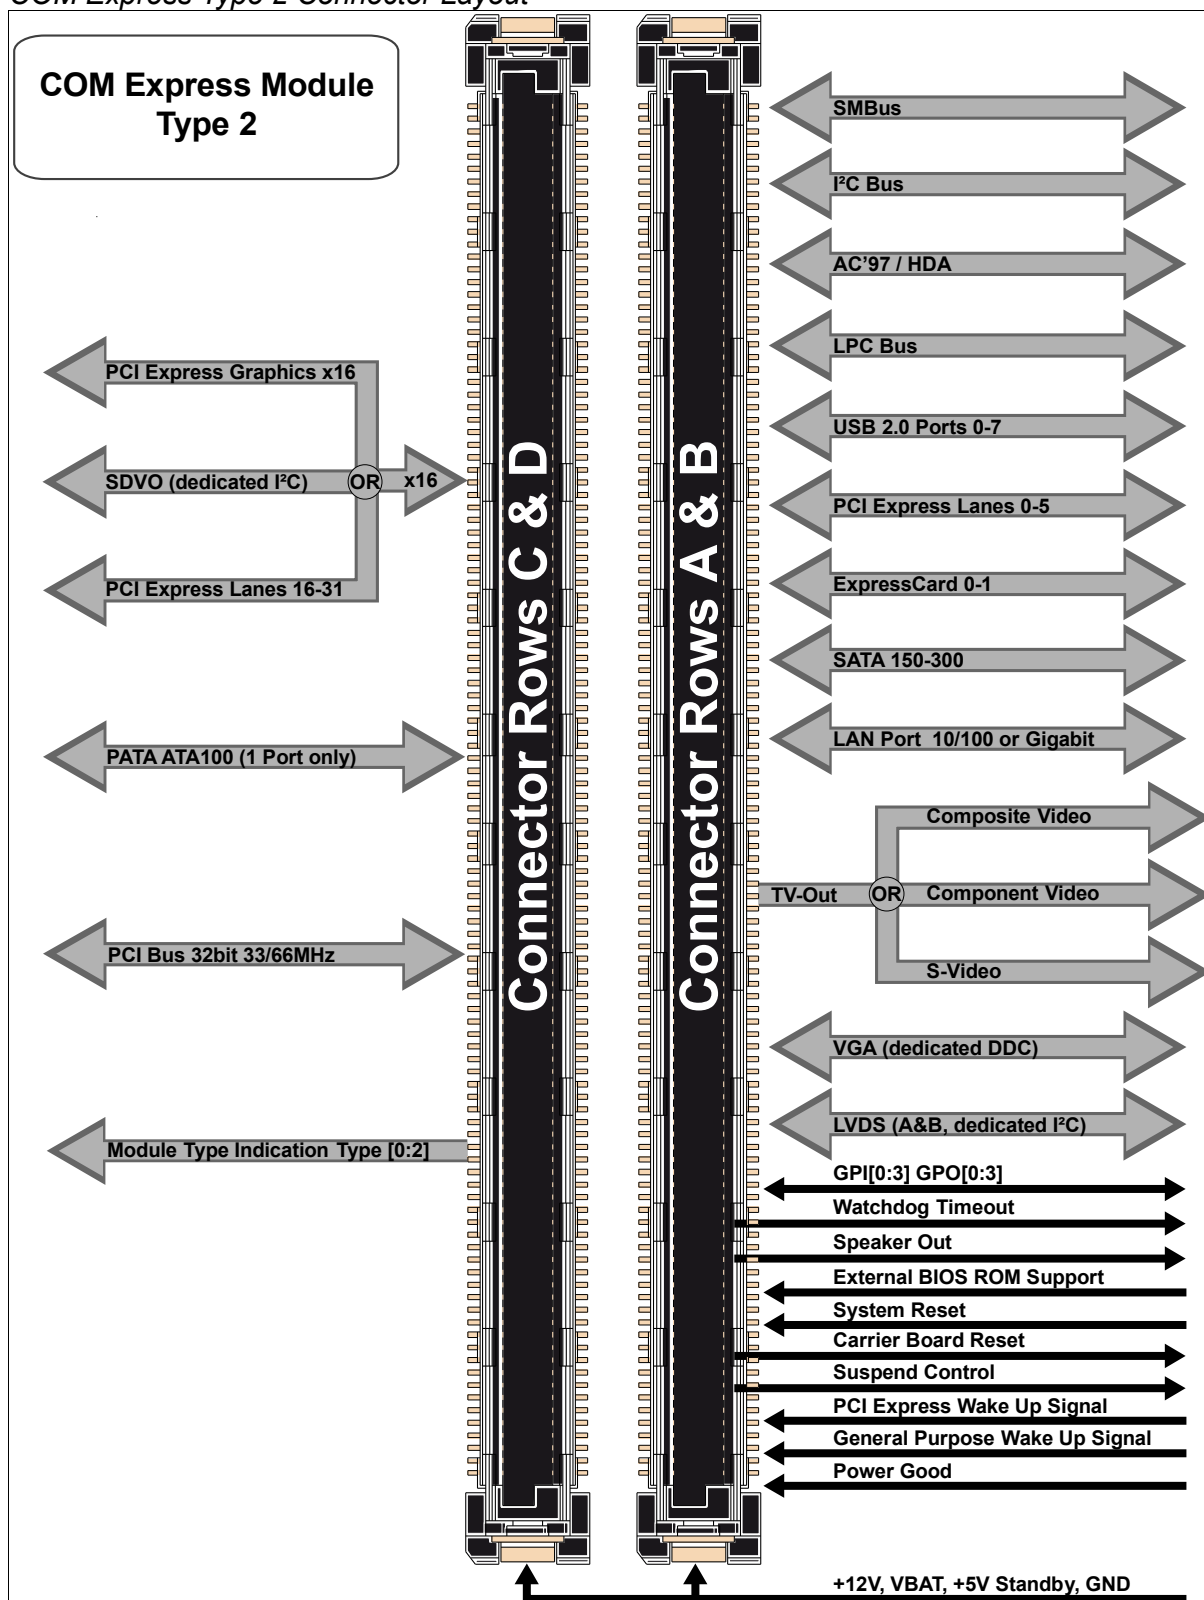 COM Express Type 2 Connector Layout
COM Express Module
Type 2
PCI Express Graphics x16
SDVO (dedicated I²C)
OR
x16
PCI Express Lanes 16-31
PATA ATA100 (1 Port only)
PCI Bus 32bit 33/66MHz
Module Type Indication Type [0:2]
Connector Rows C & D
Connector Rows A & B
SMBus
I²C Bus
AC’97 / HDA
LPC Bus
USB 2.0 Ports 0-7
PCI Express Lanes 0-5
ExpressCard 0-1
SATA 150-300
LAN Port 10/100 or Gigabit
Composite Video
TV-Out
OR
Component Video
S-Video
VGA (dedicated DDC)
LVDS (A&B, dedicated I²C)
GPI[0:3] GPO[0:3]
Watchdog Timeout
Speaker Out
External BIOS ROM Support
System Reset
Carrier Board Reset
Suspend Control
PCI Express Wake Up Signal
General Purpose Wake Up Signal
Power Good
+12V, VBAT, +5V Standby, GND